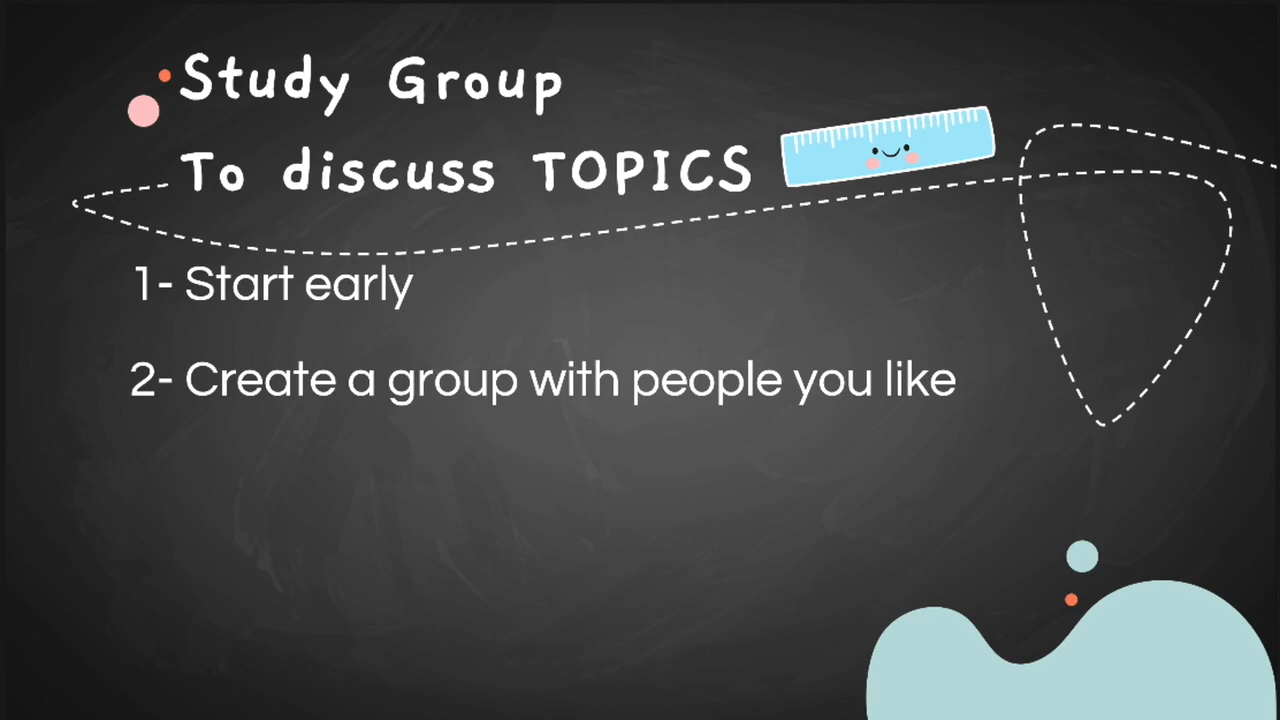 Study Group
To discuss TOPICS
1- Start early
2- Create a group with people you like